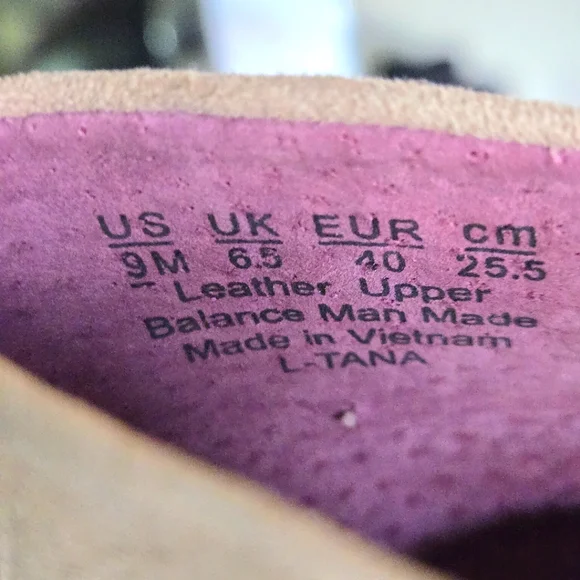 US UK EUR cm
9M 6.5 40 25.5
Leather Upper
Balance Man Made
Made in Vietnam
L-TANA